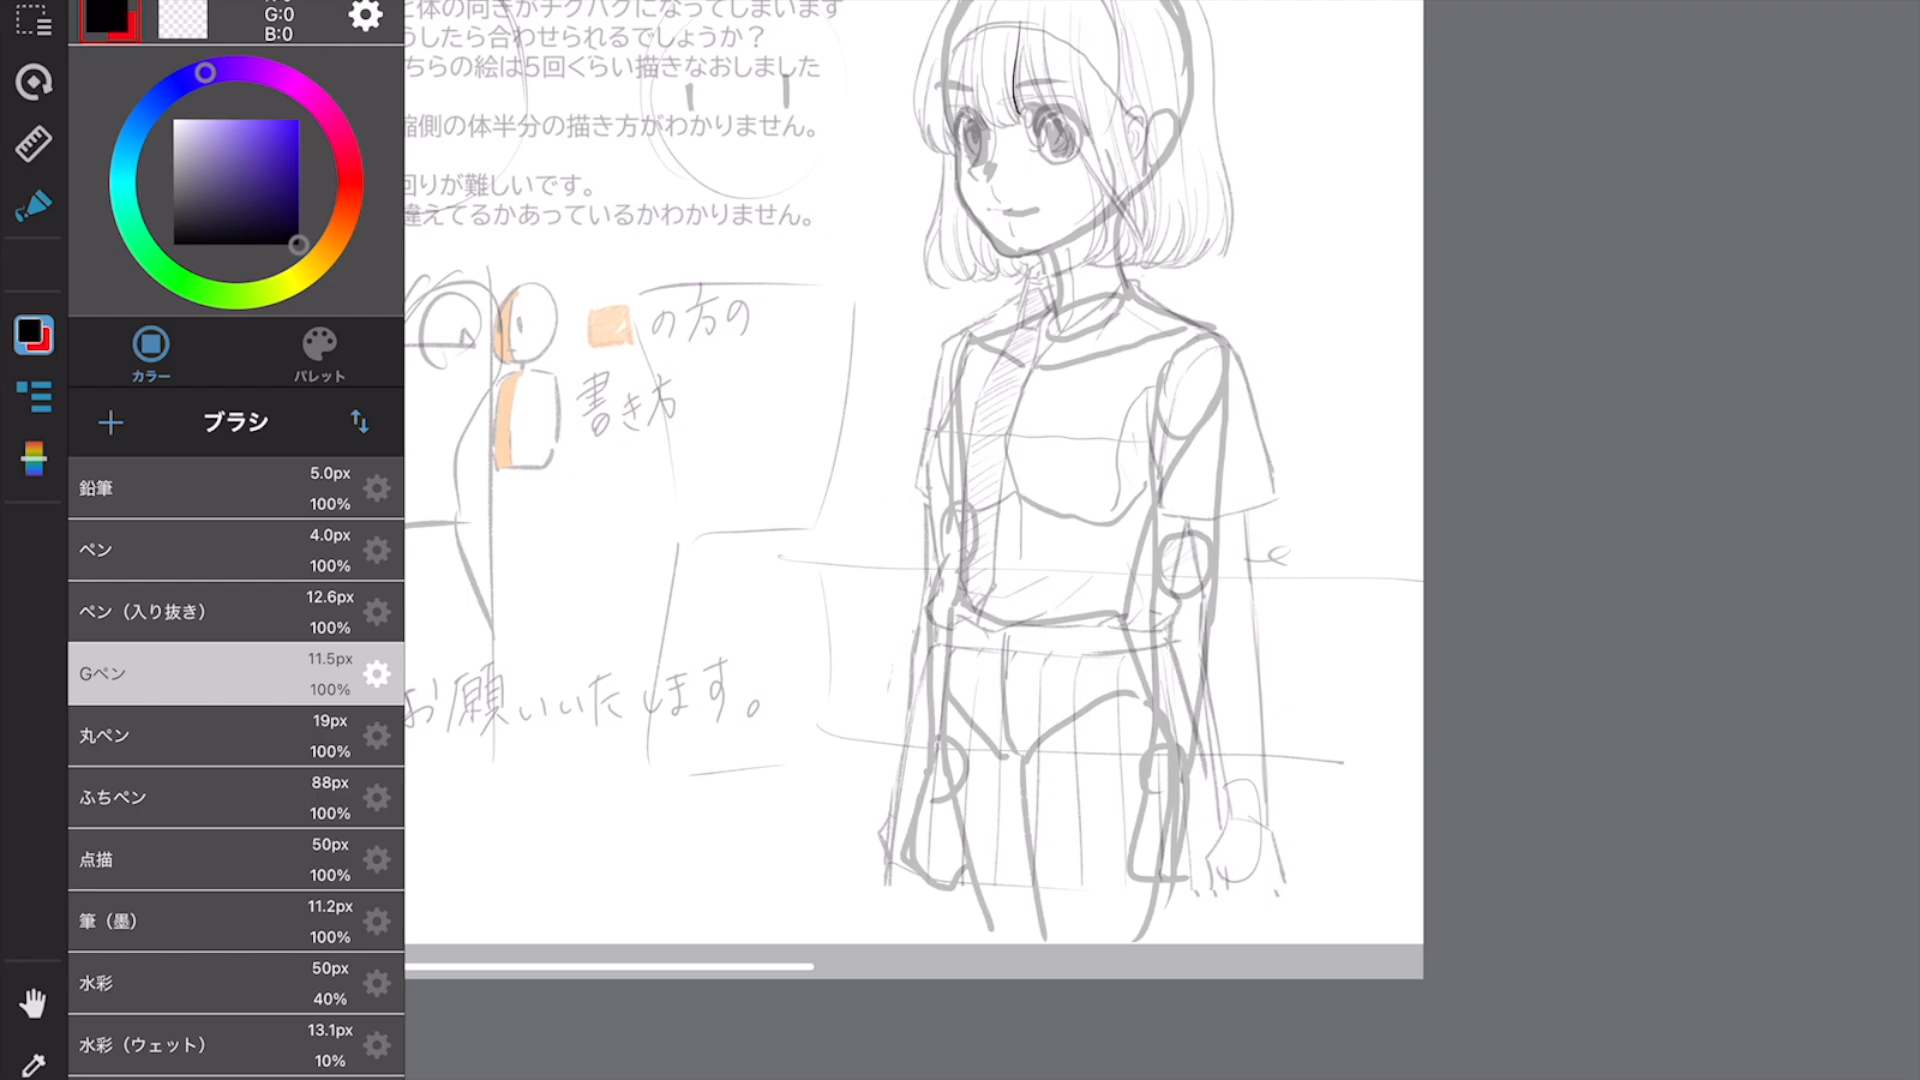 G:0
B:0
と体の向きがチグハグになってしまいます
うしたら合わせられるでしょうか？
ちらの絵は5回くらい描きなおしました
側の体半分の描き方がわかりません。
回りが難しいです。
違えてるかあっているかわかりません。
の方の
書き方
お願いいたします。
カラー
パレット
ブラシ
鉛筆 5.0px 100%
ペン 4.0px 100%
ペン（入り抜き） 12.6px 100%
Gペン 11.5px 100%
丸ペン 19px 100%
ふちペン 88px 100%
点描 50px 100%
筆（墨） 11.2px 100%
水彩 50px 40%
水彩（ウェット） 13.1px 10%